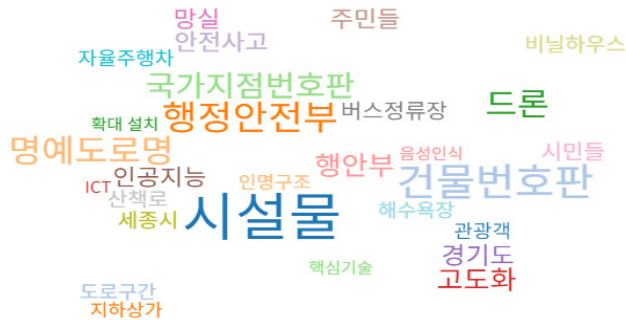 망실
주민들
안전사고
비닐하우스
자율주행차
국가지점번호판
드론
행정안전부
버스정류장
확대 설치
명예도로명
행안부
음성인식
시민들
ICT
인공지능
인명구조
건물번호판
산책로
세종시
시설물
해수욕장
관광객
경기도
고도화
핵심기술
도로구간
지하상가